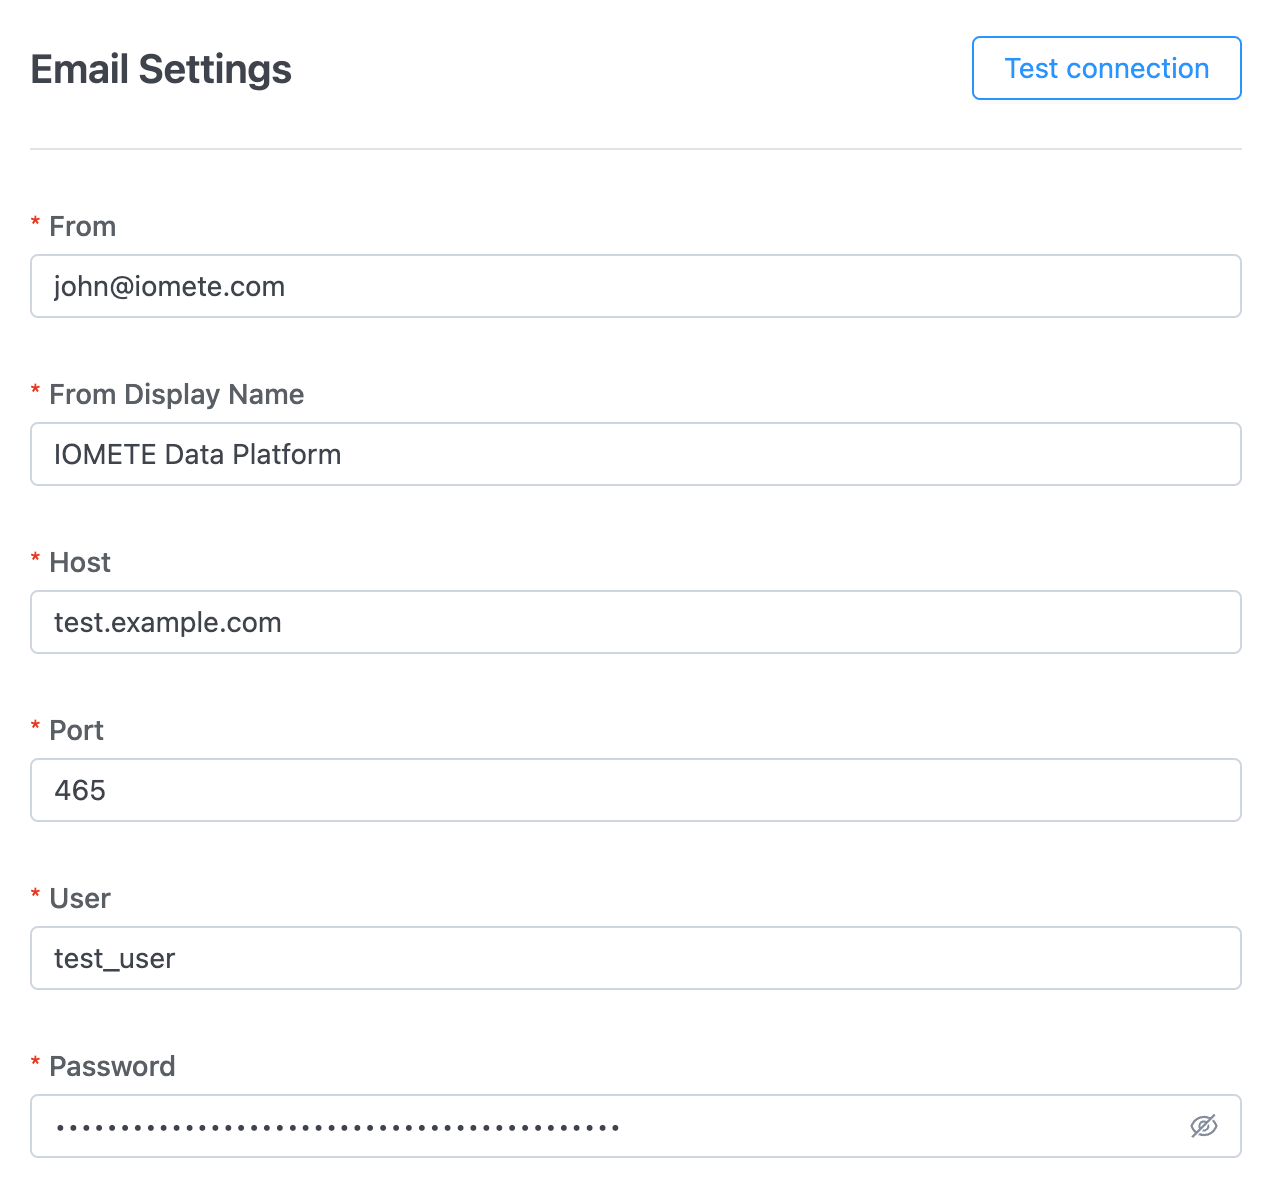 Email Settings
Test connection
* From
john@iomete.com
* From Display Name
IOMETE Data Platform
* Host
test.example.com
* Port
465
* User
test_user
* Password
••••••••••••••••••••••••••••••••••••••••••••